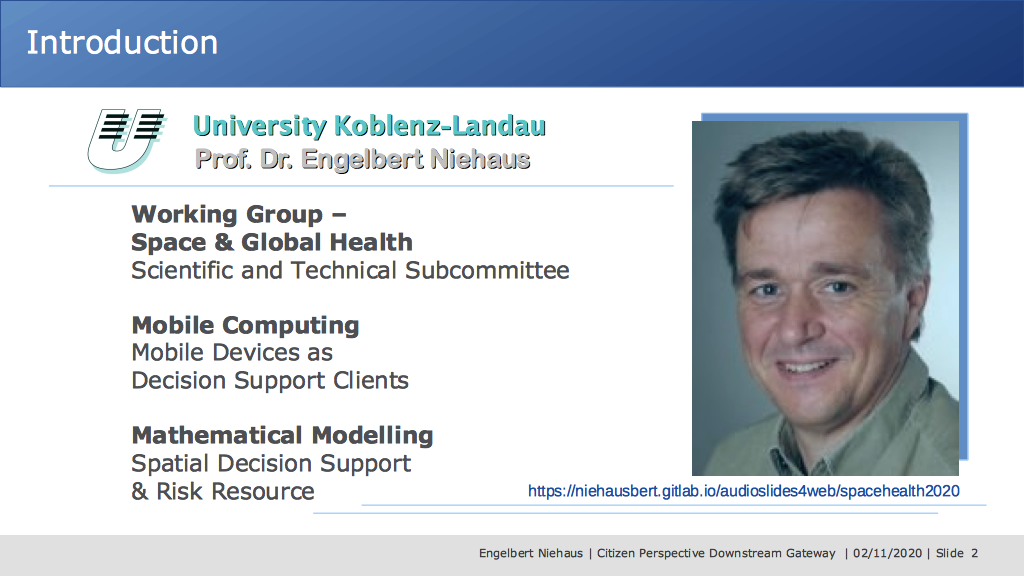 Introduction
University Koblenz-Landau
Prof. Dr. Engelbert Niehaus
Working Group –
Space & Global Health
Scientific and Technical Subcommittee
Mobile Computing
Mobile Devices as
Decision Support Clients
Mathematical Modelling
Spatial Decision Support
& Risk Resource
https://niehausbert.gitlab.io/audioslides4web/spacehealth2020
Engelbert Niehaus | Citizen Perspective Downstream Gateway | 02/11/2020 | Slide 2